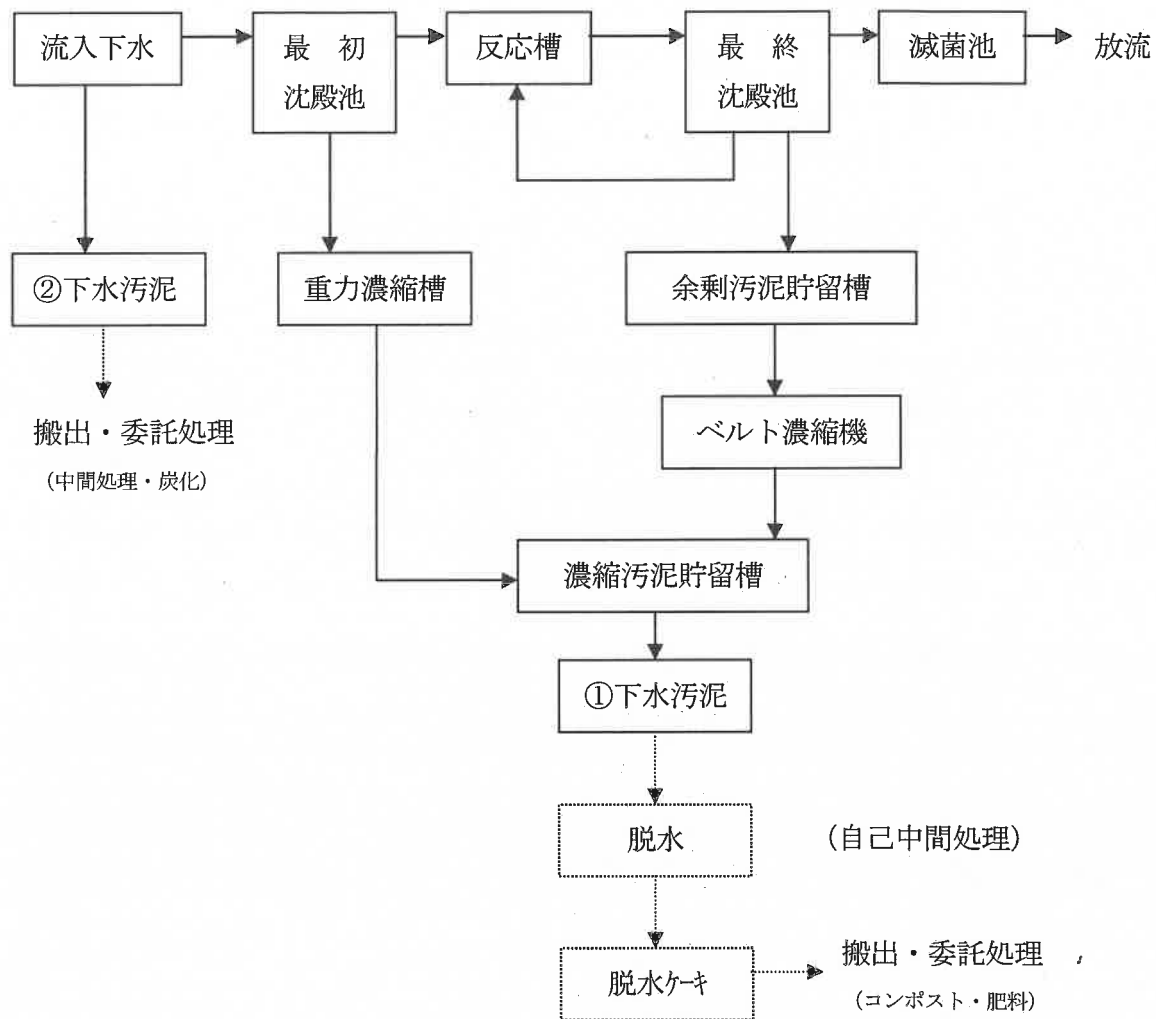 流入下水
最 初
沈殿池
反応槽
最 終
沈殿池
滅菌池
放流
②下水汚泥
重力濃縮槽
余剰汚泥貯留槽
搬出・委託処理
(中間処理・炭化)
ベルト濃縮機
濃縮汚泥貯留槽
①下水汚泥
脱水
(自己中間処理)
脱水ｹｰｷ
搬出・委託処理
(コンポスト・肥料)